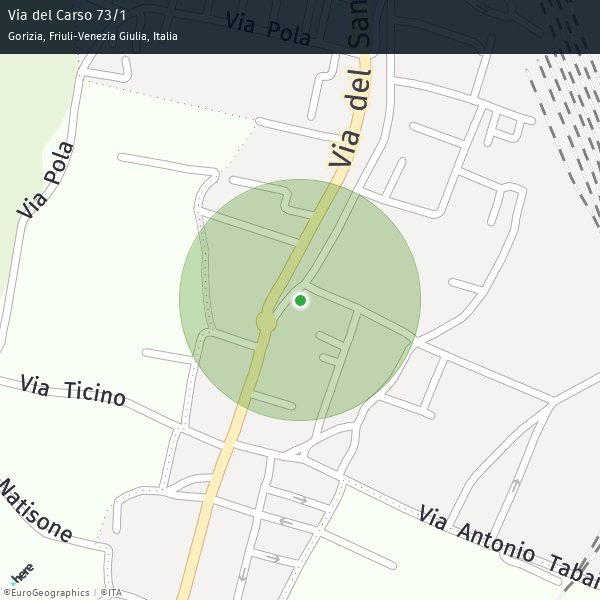 Via del Carso 73/1
Gorizia, Friuli-Venezia Giulia, Italia
Via Pola
Via del San
Via Pola
Via Ticino
Natisone
Via Antonio Tabai
here
©EuroGeographics | ©ITA